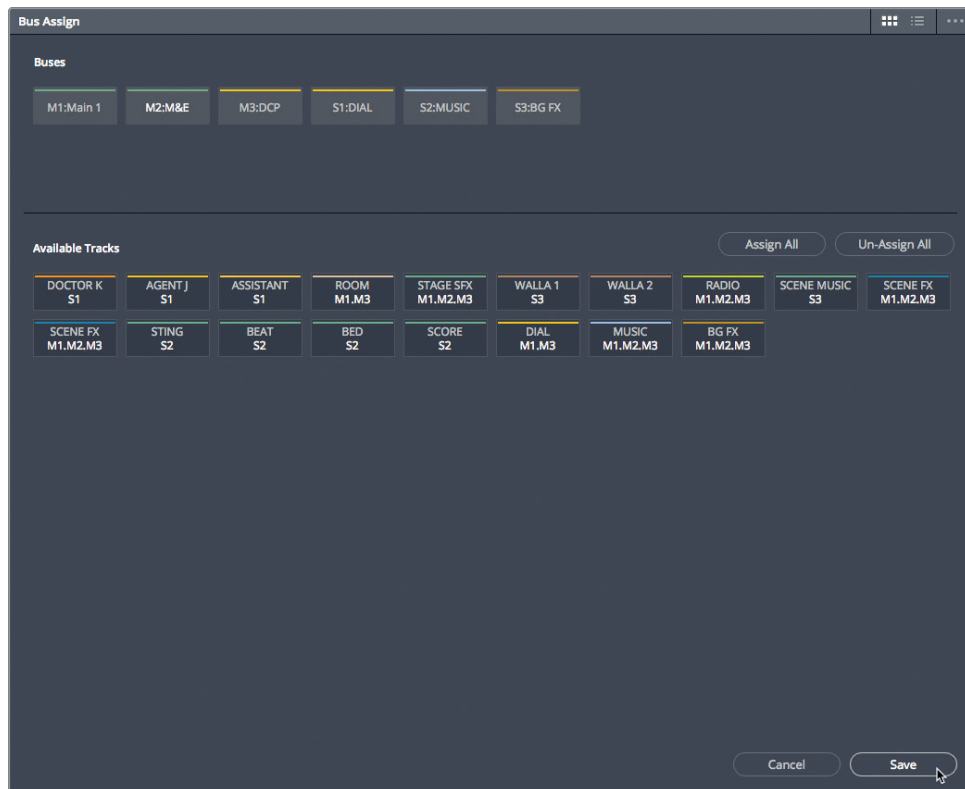 Bus Assign
Buses
M1:Main 1
M2:M&E
M3:DCP
S1:DIAL
S2:MUSIC
S3:BG FX
Available Tracks
Assign All
Un-Assign All
DOCTOR K
S1
AGENT J
S1
ASSISTANT
S1
ROOM
M1.M3
STAGE SFX
M1.M2.M3
WALLA 1
S3
WALLA 2
S3
RADIO
M1.M2.M3
SCENE MUSIC
S3
SCENE FX
M1.M2.M3
SCENE FX
M1.M2.M3
STING
S2
BEAT
S2
BED
S2
SCORE
S2
DIAL
M1.M3
MUSIC
M1.M2.M3
BG FX
M1.M2.M3
Cancel
Save